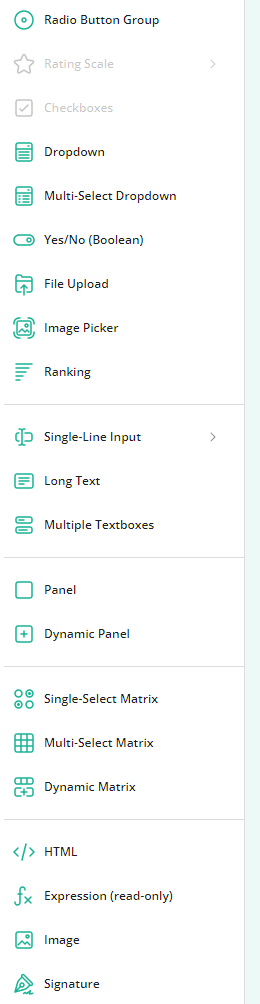 Radio Button Group
Rating Scale
Checkboxes
Dropdown
Multi-Select Dropdown
Yes/No (Boolean)
File Upload
Image Picker
Ranking
Single-Line Input
Long Text
Multiple Textboxes
Panel
Dynamic Panel
Single-Select Matrix
Multi-Select Matrix
Dynamic Matrix
HTML
Expression (read-only)
Image
Signature